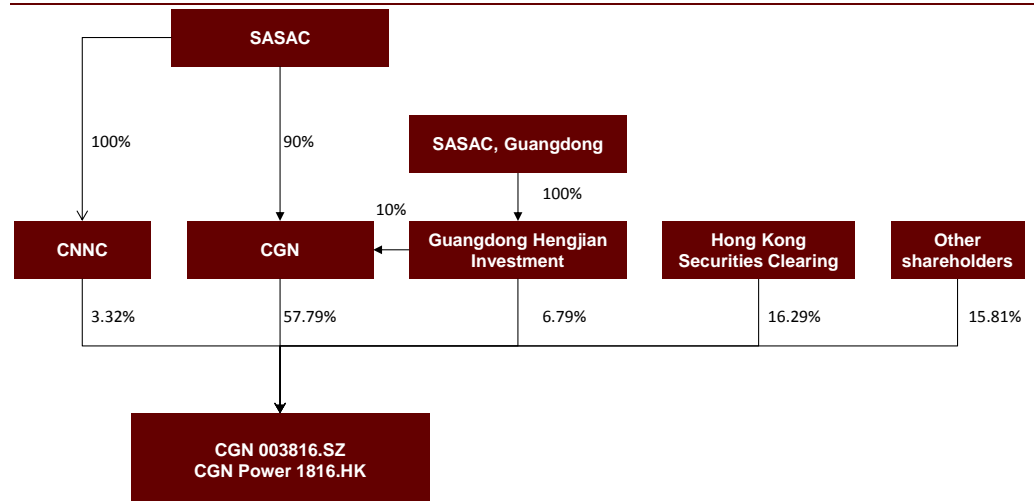 SASAC
100%
90%
SASAC, Guangdong
100%
10%
CNNC
CGN
Guangdong Hengjian
Investment
Hong Kong
Securities Clearing
Other
shareholders
3.32%
57.79%
6.79%
16.29%
15.81%
CGN 003816.SZ
CGN Power 1816.HK